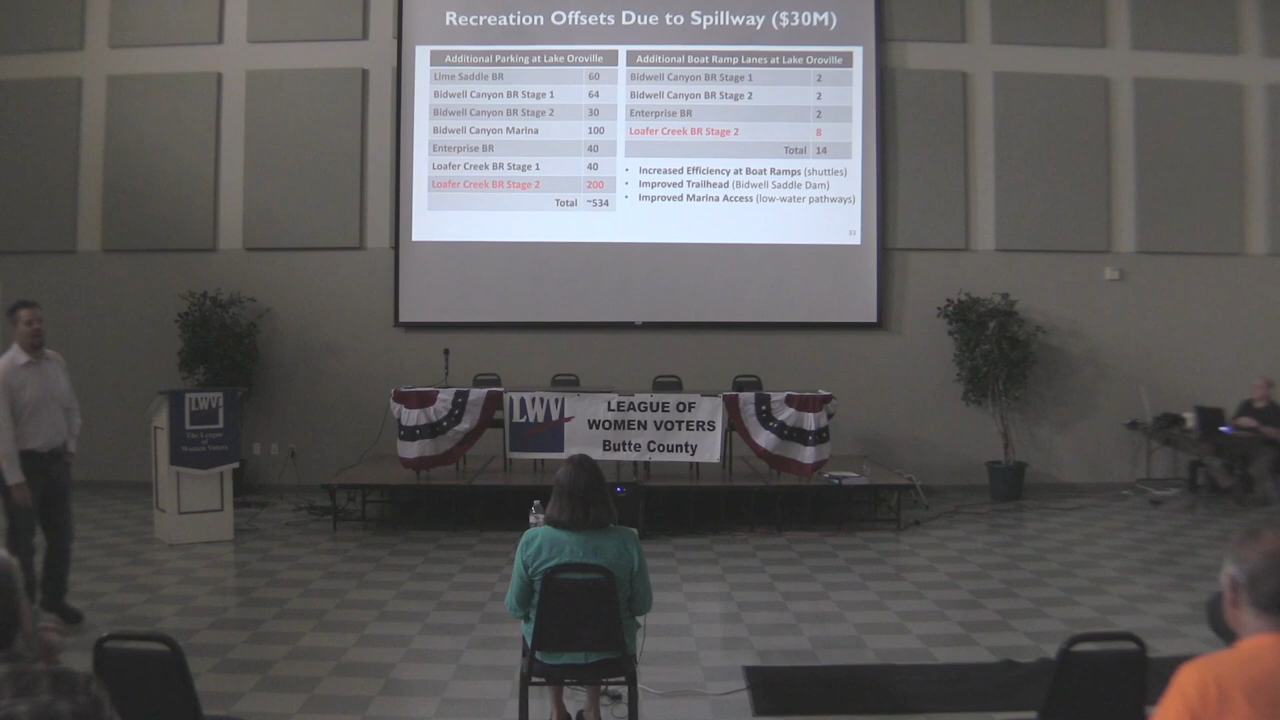 Recreation Offsets Due to Spillway ($30M)
Additional Parking at Lake Oroville
Lime Saddle BR 60
Bidwell Canyon BR Stage 1 64
Bidwell Canyon BR Stage 2 30
Bidwell Canyon Marina 100
Enterprise BR 40
Loafer Creek BR Stage 1 40
Loafer Creek BR Stage 2 200
Total ~534
Additional Boat Ramp Lanes at Lake Oroville
Bidwell Canyon BR Stage 1 2
Bidwell Canyon BR Stage 2 2
Enterprise BR 2
Loafer Creek BR Stage 2 8
Total 14
• Increased Efficiency at Boat Ramps (shuttles)
• Improved Trailhead (Bidwell Saddle Dam)
• Improved Marina Access (low-water pathways)
33
LWV
The League
of
Women Voters
LWV
LEAGUE OF
WOMEN VOTERS
Butte County